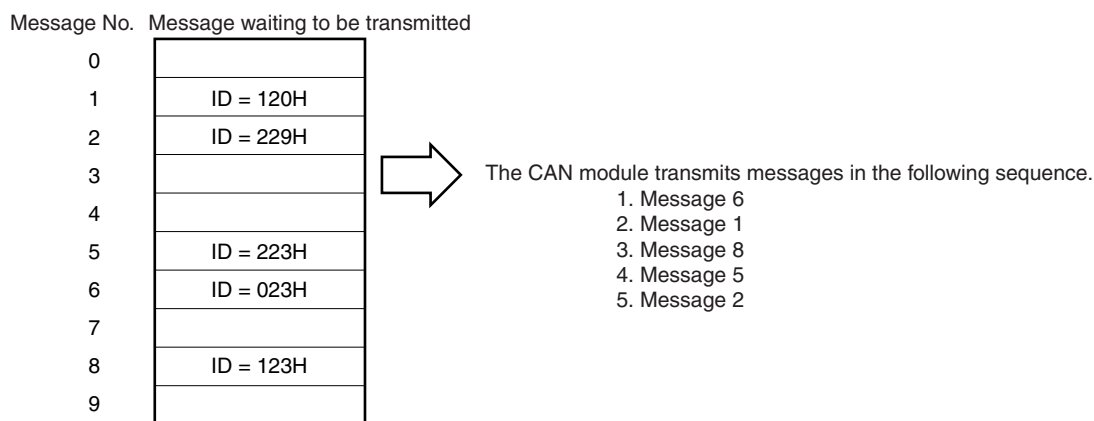 Message No. Message waiting to be transmitted
0
1 ID = 120H
2 ID = 229H
3
4
5 ID = 223H
6 ID = 023H
7
8 ID = 123H
9
The CAN module transmits messages in the following sequence.
1. Message 6
2. Message 1
3. Message 8
4. Message 5
5. Message 2